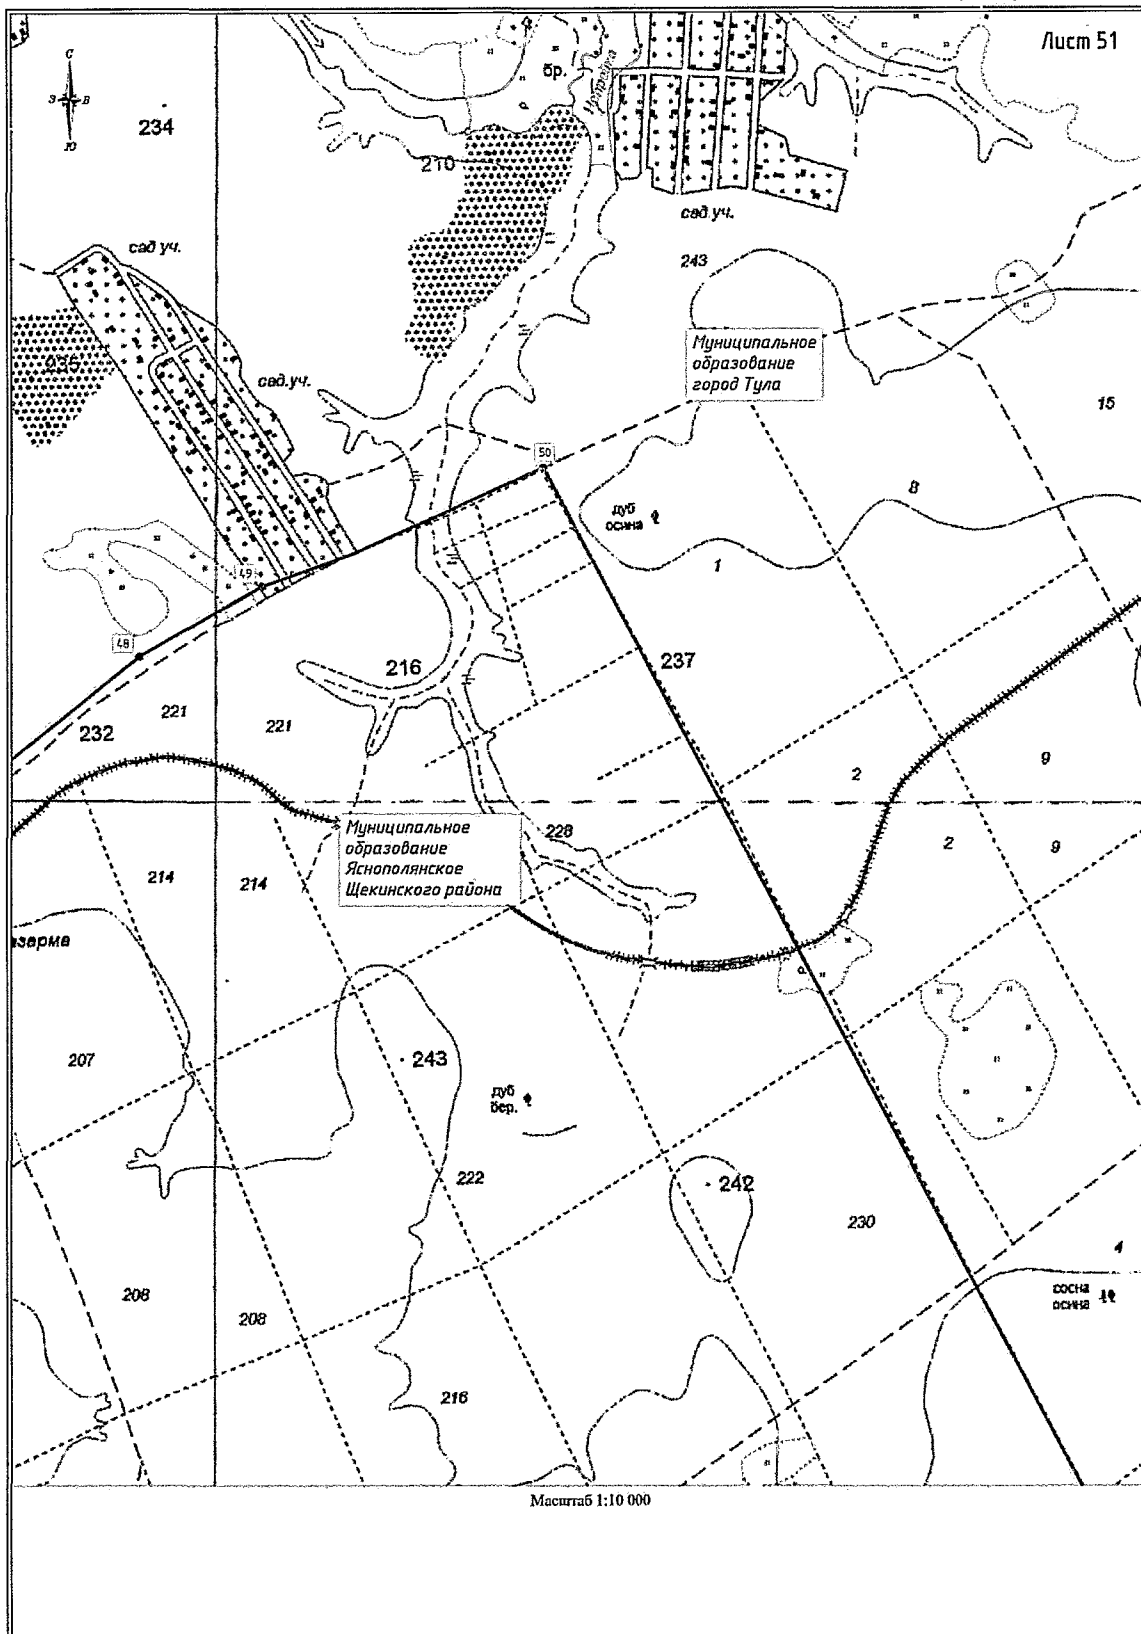 Лист 51
С
З В
Ю
бр.
234
210
сад уч.
сад уч.
243
235
сад.уч.
Муниципальное
образование
город Тула
15
50
дуб
осина
8
1
49
48
216
237
232
221
221
2
9
Муниципальное
образование
Яснополянское
Щекинского района
228
2
9
214
214
207
243
дуб
бер.
222
242
230
4
208
208
сосна
осина
216
Масштаб 1:10 000